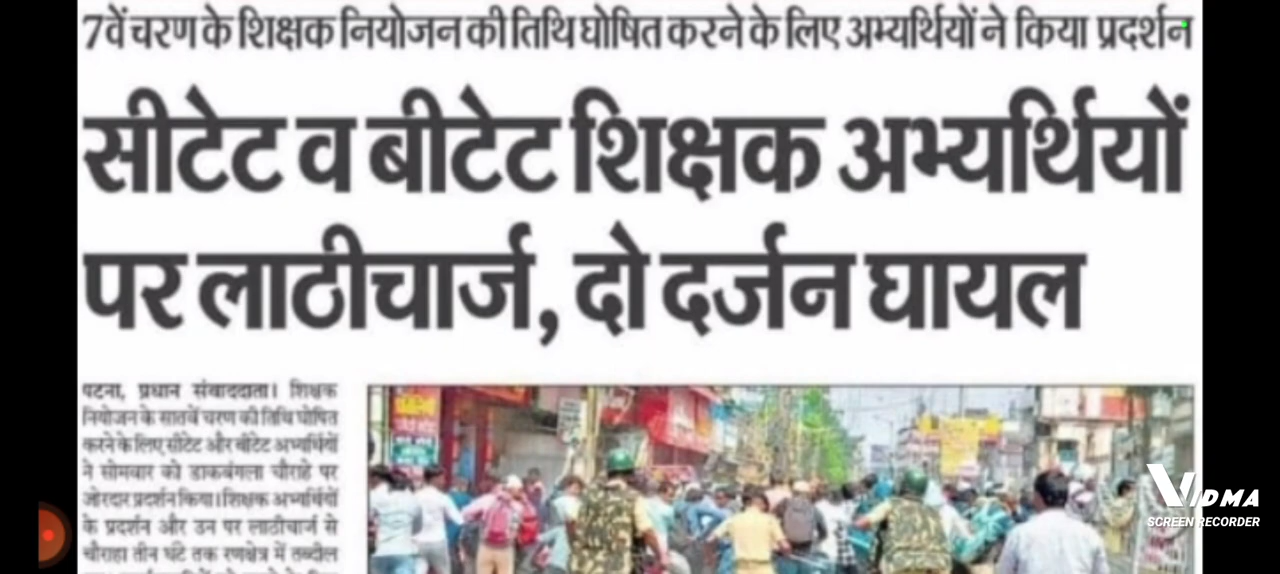 7वें चरण के शिक्षक नियोजन की तिथि घोषित करने के लिए अभ्यर्थियों ने किया प्रदर्शन
सीटेट व बीटेट शिक्षक अभ्यर्थियों
पर लाठीचार्ज, दो दर्जन घायल
पटना, प्रधान संवाददाता। शिक्षक
नियोजन के सातवें चरण की तिथि घोषित
करने के लिए सीटेट और बीटेट अभ्यर्थियों
ने सोमवार को डाकबंगला चौराहे पर
जोरदार प्रदर्शन किया। शिक्षक अभ्यर्थियों
के प्रदर्शन और उन पर लाठीचार्ज से
चौराहा तीन घंटे तक रणक्षेत्र में तब्दील
VIDMA
SCREEN RECORDER